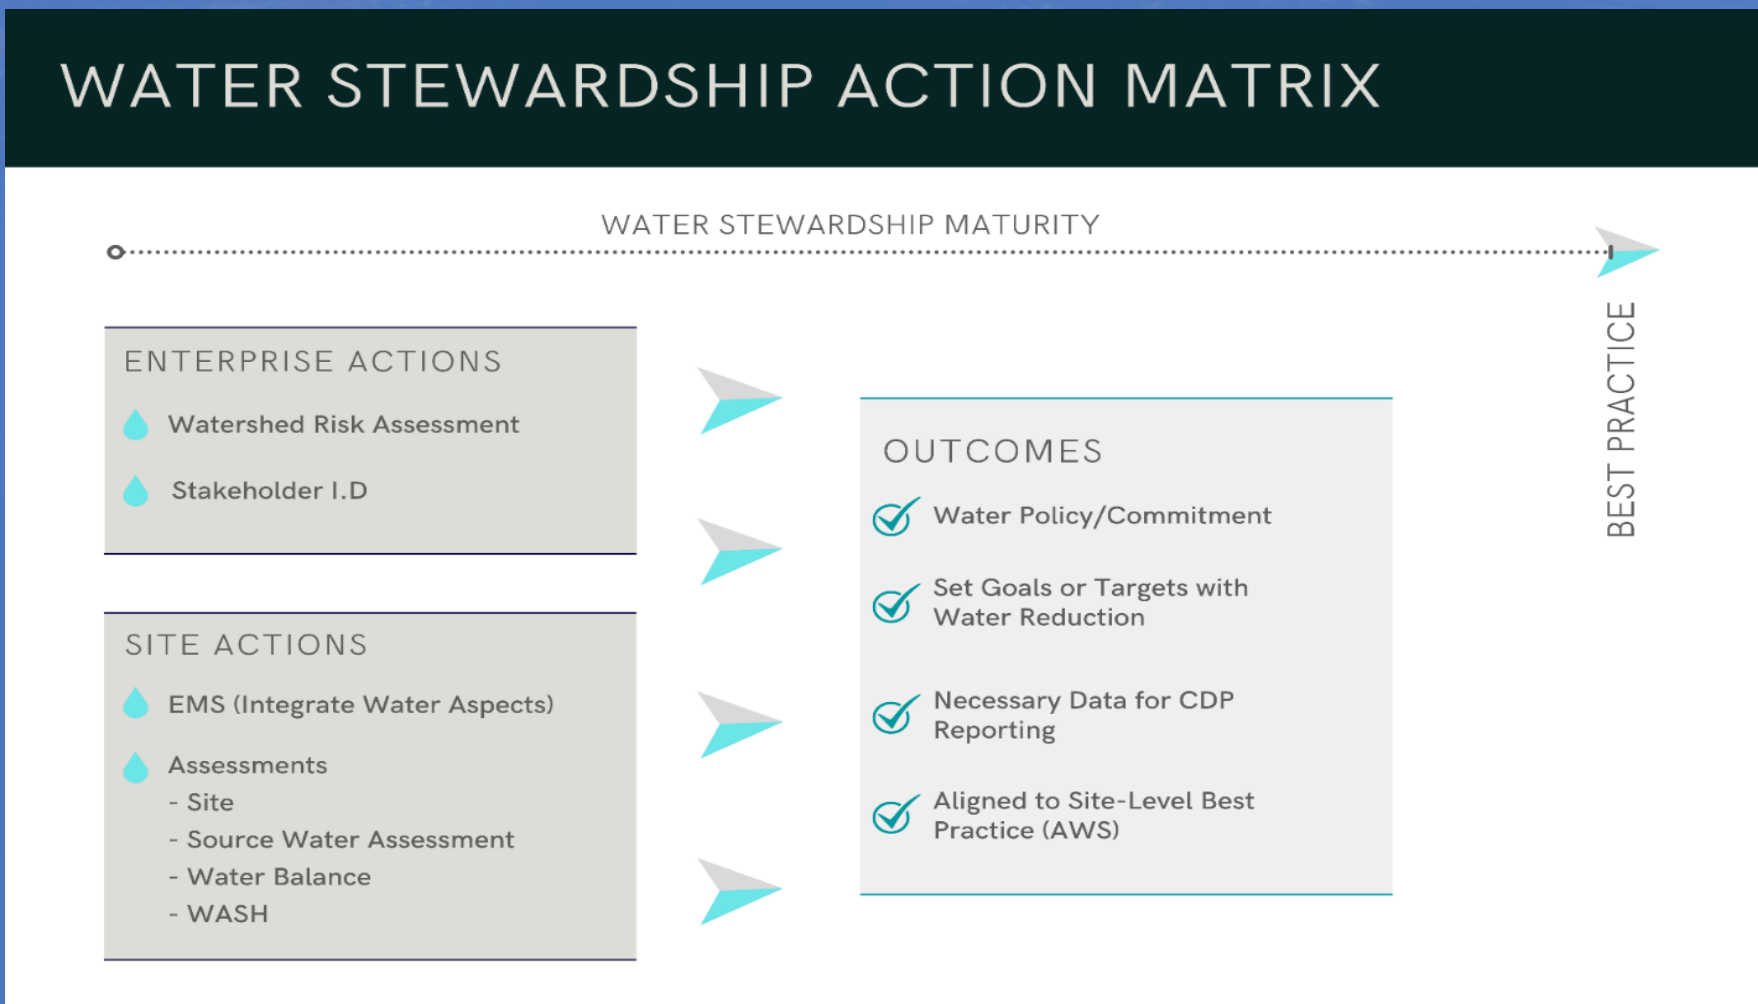 WATER STEWARDSHIP ACTION MATRIX
WATER STEWARDSHIP MATURITY
BEST PRACTICE
ENTERPRISE ACTIONS
Watershed Risk Assessment
Stakeholder I.D
SITE ACTIONS
EMS (Integrate Water Aspects)
Assessments
- Site
- Source Water Assessment
- Water Balance
- WASH
OUTCOMES
Water Policy/Commitment
Set Goals or Targets with
Water Reduction
Necessary Data for CDP
Reporting
Aligned to Site-Level Best
Practice (AWS)